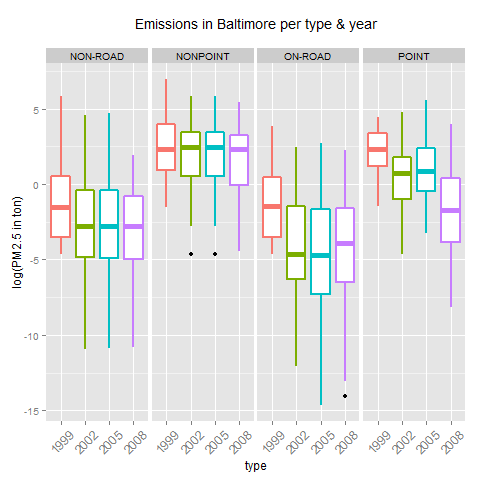 Emissions in Baltimore per type & year
NON-ROAD NONPOINT ON-ROAD POINT
log(PM2.5 in ton)
5
0
-5
-10
-15
1999 2002 2005 2008 1999 2002 2005 2008 1999 2002 2005 2008 1999 2002 2005 2008
type